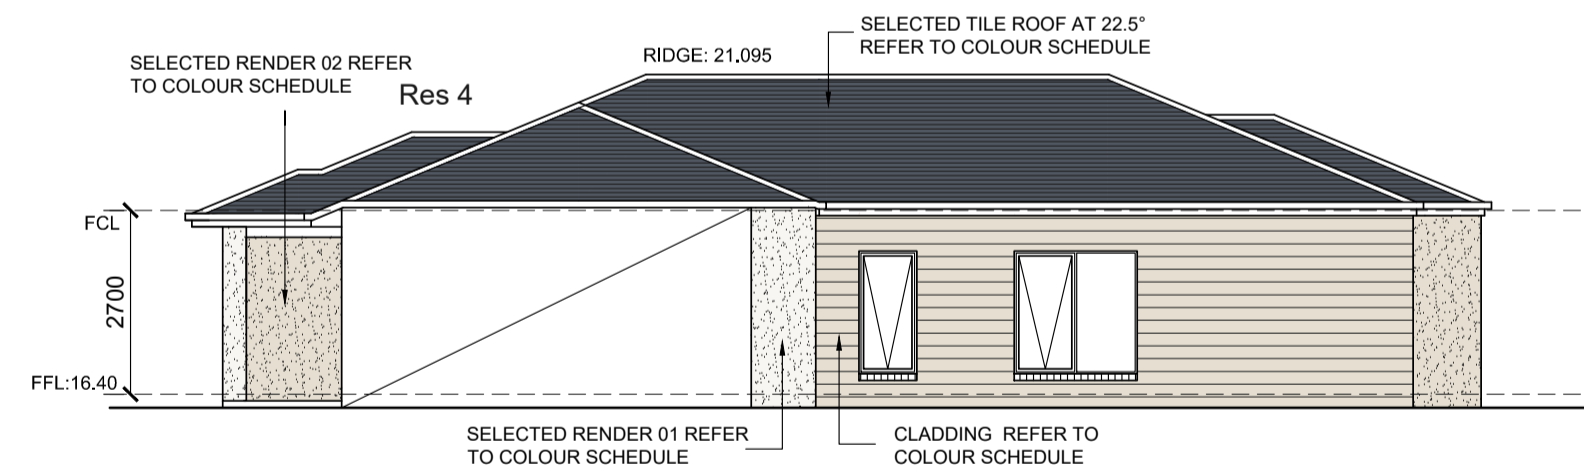 SELECTED TILE ROOF AT 22.5°
REFER TO COLOUR SCHEDULE
RIDGE: 21.095
SELECTED RENDER 02 REFER
TO COLOUR SCHEDULE
Res 4
FCL
2700
FFL:16.40
SELECTED RENDER 01 REFER
TO COLOUR SCHEDULE
CLADDING REFER TO
COLOUR SCHEDULE